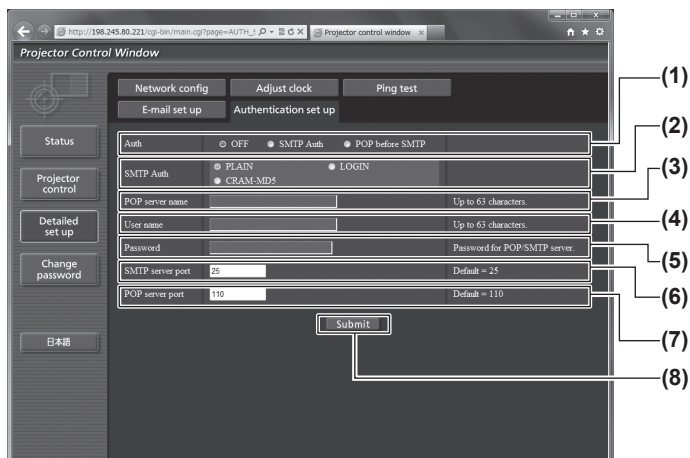 http://198.245.80.221/cgi-bin/main.cgi?page=AUTH_S
Projector control window
Projector Control Window
Network config Adjust clock Ping test
E-mail set up Authentication set up
Status
Projector control
Detailed set up
Change password
日本語
Auth OFF SMTP Auth POP before SMTP
SMTP Auth PLAIN LOGIN
CRAM-MD5
POP server name Up to 63 characters.
User name Up to 63 characters.
Password Password for POP/SMTP server.
SMTP server port 25 Default = 25
POP server port 110 Default = 110
Submit
(1)
(2)
(3)
(4)
(5)
(6)
(7)
(8)